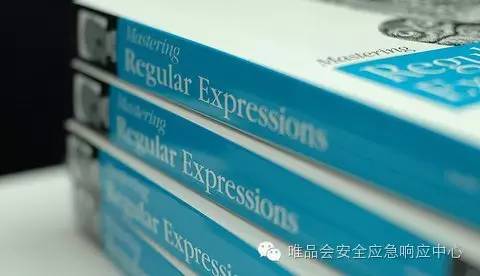 Mastering
Regular Expressions
Mastering
Regular Expressions
Mastering
Regular Expressions
Mastering
Regular
唯品会安全应急响应中心